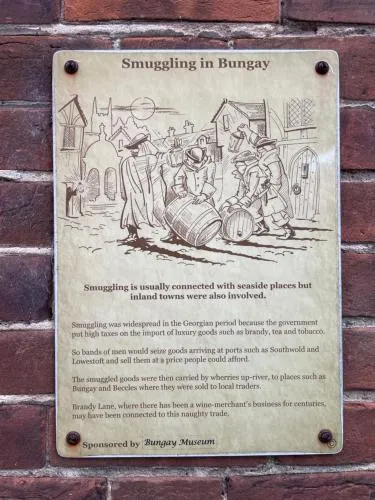 Smuggling in Bungay
Smuggling is usually connected with seaside places but
inland towns were also involved.
Smuggling was widespread in the Georgian period because the government
put high taxes on the import of luxury goods such as brandy, tea and tobacco.
So bands of men would seize goods arriving at ports such as Southwold and
Lowestoft and sell them at a price people could afford.
The smuggled goods were then carried by wherries up-river, to places such as
Bungay and Beccles where they were sold to local traders.
Brandy Lane, where there has been a wine-merchant's business for centuries,
may have been connected to this naughty trade.
Sponsored by Bungay Museum
©